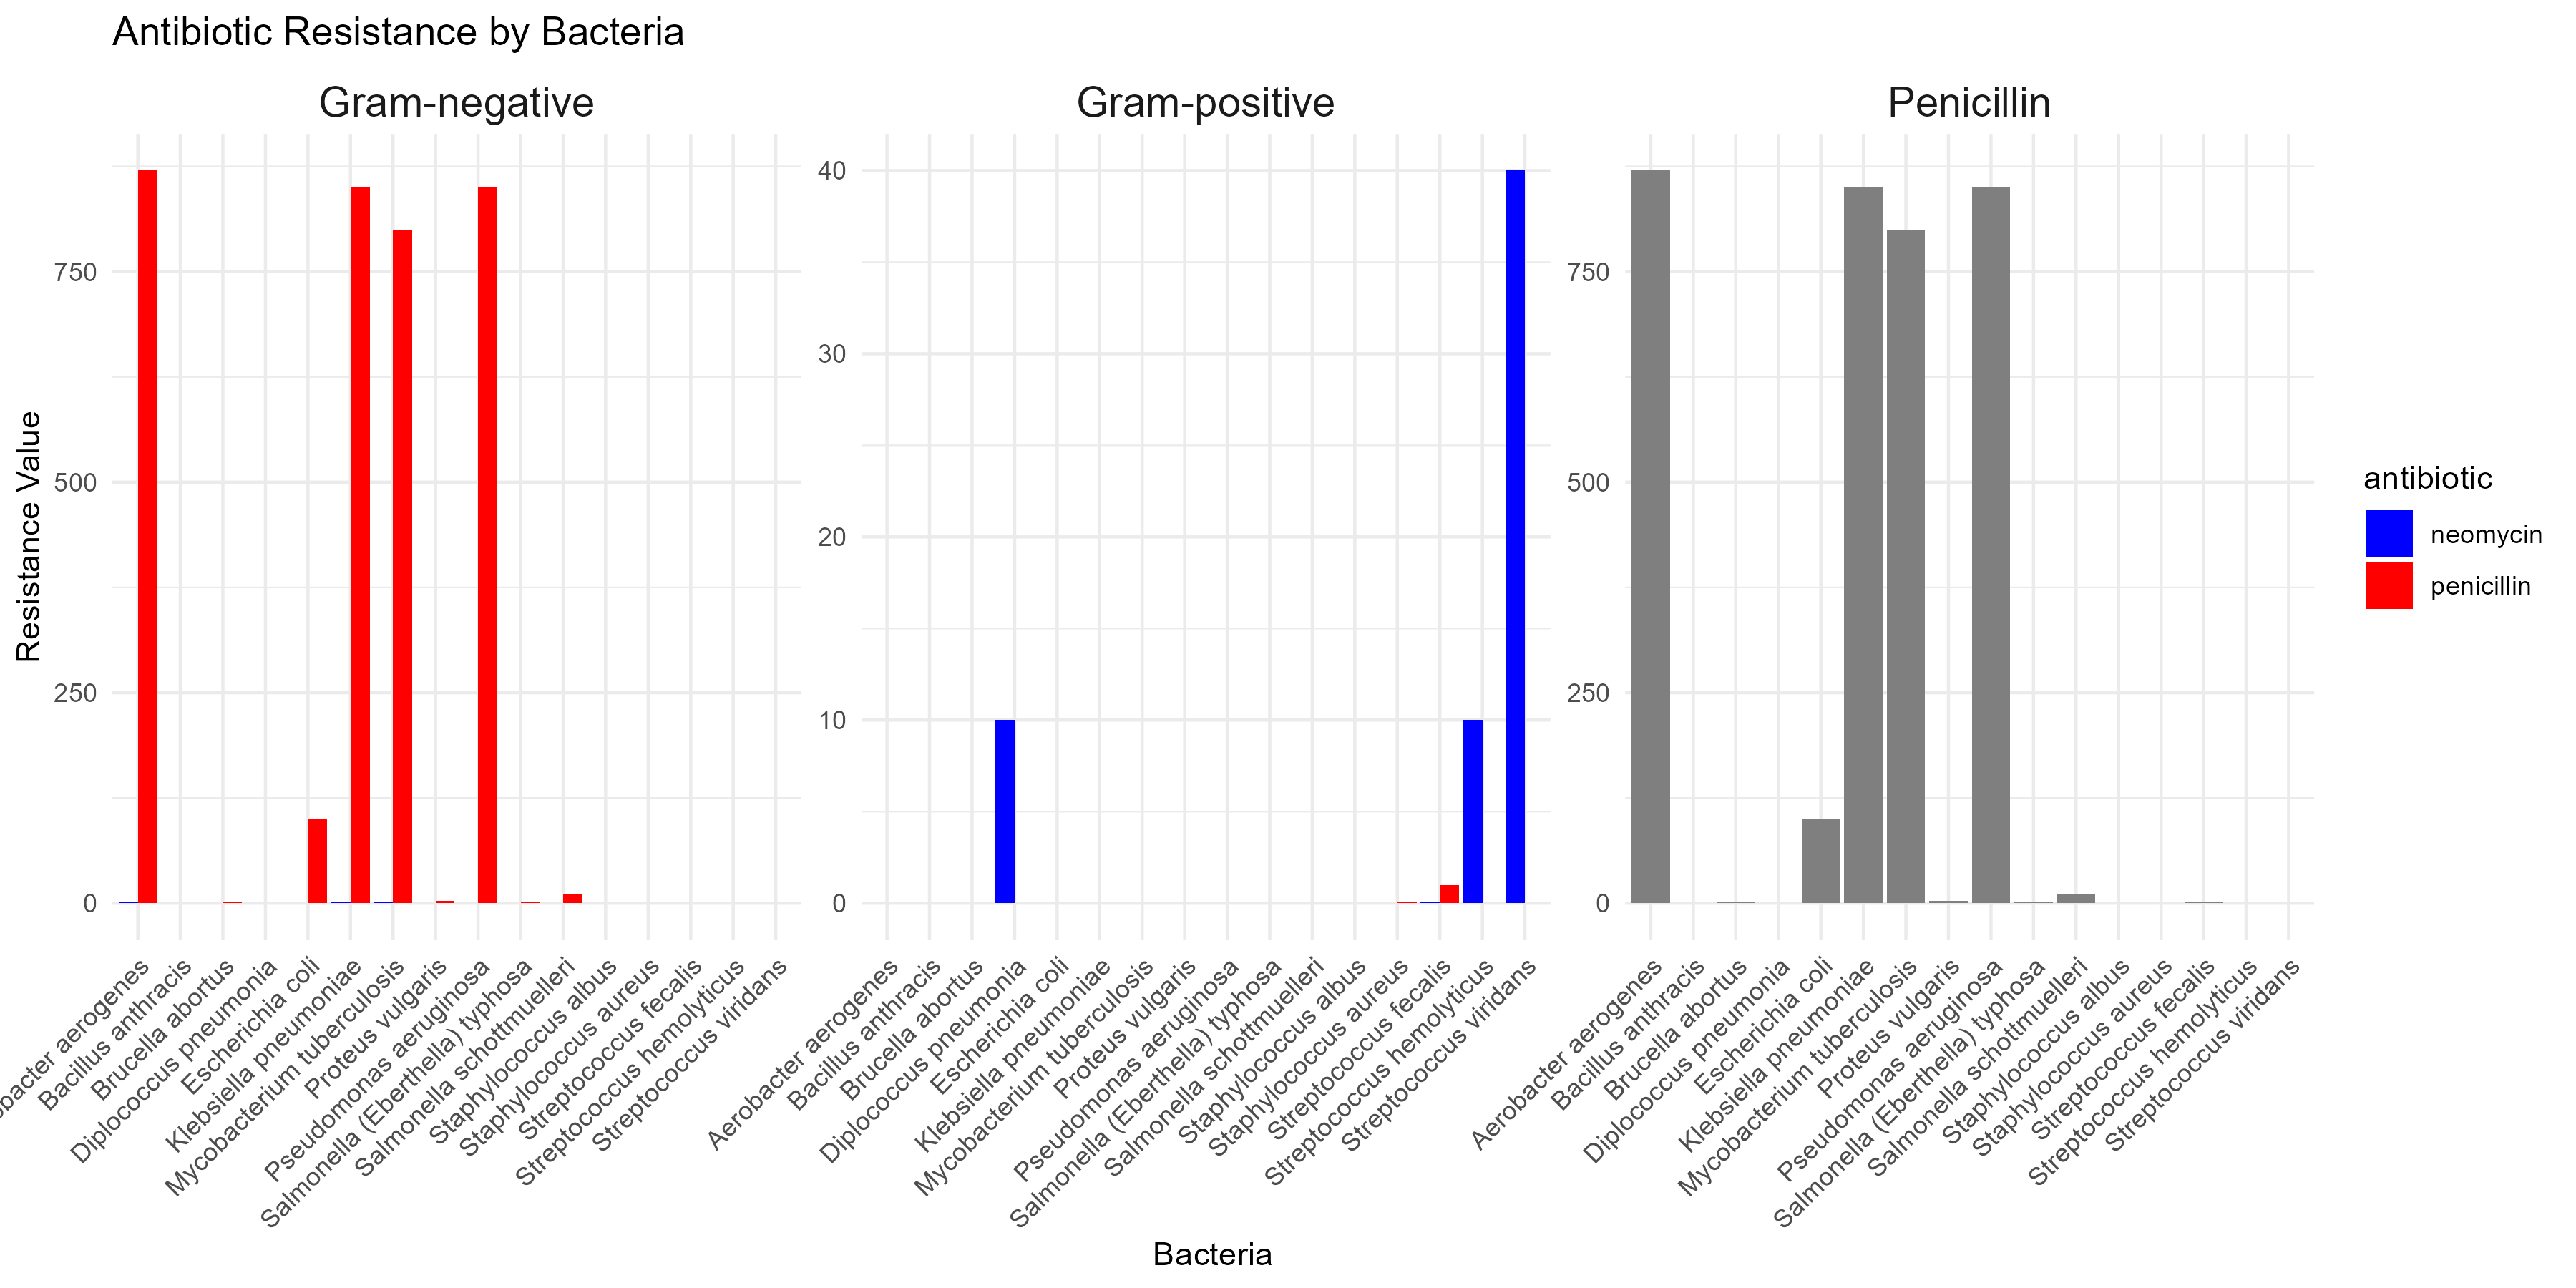 Antibiotic Resistance by Bacteria
Gram-negative
Gram-positive
Penicillin
Resistance Value
750
500
250
0
40
30
20
10
0
750
500
250
0
bacter aerogenes
Bacillus anthracis
Brucella abortus
Diplococcus pneumonia
Escherichia coli
Klebsiella pneumoniae
Mycobacterium tuberculosis
Proteus vulgaris
Pseudomonas aeruginosa
Salmonella (Eberthella) typhosa
Salmonella schottmuelleri
Staphylococcus albus
Staphylococcus aureus
Streptococcus fecalis
Streptococcus hemolyticus
Streptococcus viridans
Aerobacter aerogenes
Bacillus anthracis
Brucella abortus
Diplococcus pneumonia
Escherichia coli
Klebsiella pneumoniae
Mycobacterium tuberculosis
Proteus vulgaris
Pseudomonas aeruginosa
Salmonella (Eberthella) typhosa
Salmonella schottmuelleri
Staphylococcus albus
Staphylococcus aureus
Streptococcus fecalis
Streptococcus hemolyticus
Streptococcus viridans
Aerobacter aerogenes
Bacillus anthracis
Brucella abortus
Diplococcus pneumonia
Escherichia coli
Klebsiella pneumoniae
Mycobacterium tuberculosis
Proteus vulgaris
Pseudomonas aeruginosa
Salmonella (Eberthella) typhosa
Salmonella schottmuelleri
Staphylococcus albus
Staphylococcus aureus
Streptococcus fecalis
Streptococcus hemolyticus
Streptococcus viridans
Bacteria
antibiotic
neomycin
penicillin